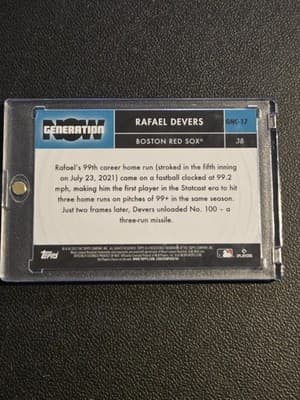 GENERATION
NOW
RAFAEL DEVERS
GNC-17
BOSTON RED SOX®
3B
Rafael's 99th career home run (stroked in the fifth inning
on July 23, 2021) came on a fastball clocked at 99.2
mph, making him the first player in the Statcast era to hit
three home runs on pitches of 99+ in the same season.
Just two frames later, Devers unloaded No. 100 – a
three-run missile.
Topps
PLAYERS